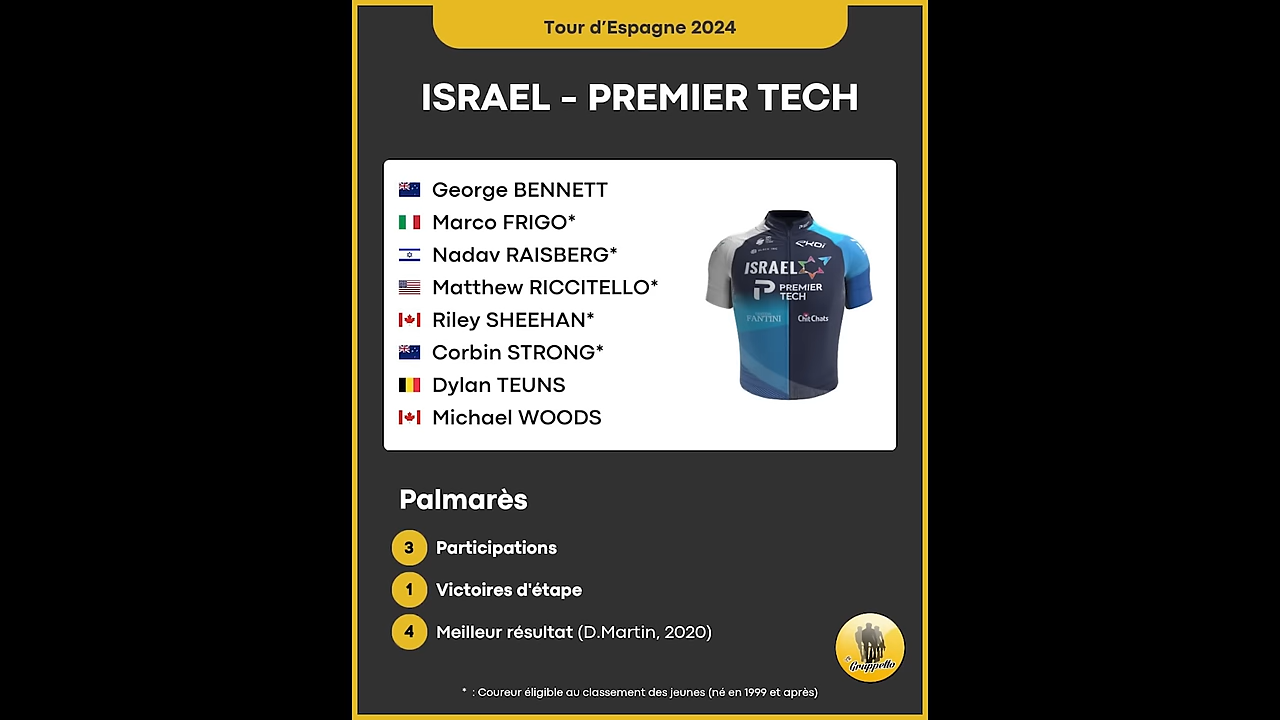 Tour d’Espagne 2024
ISRAEL - PREMIER TECH
George BENNETT
Marco FRIGO*
Nadav RAISBERG*
Matthew RICCITELLO*
Riley SHEEHAN*
Corbin STRONG*
Dylan TEUNS
Michael WOODS
EKOI
ISRAEL
PREMIER
TECH
FANTINI
ChitChats
Palmarès
3 Participations
1 Victoires d'étape
4 Meilleur résultat (D.Martin, 2020)
Gruppetto
* : Coureur éligible au classement des jeunes (né en 1999 et après)